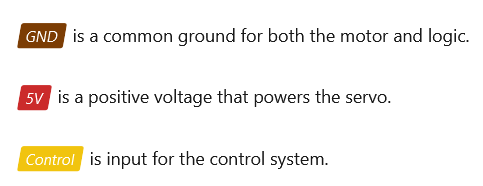 GND is a common ground for both the motor and logic.
5V is a positive voltage that powers the servo.
Control is input for the control system.